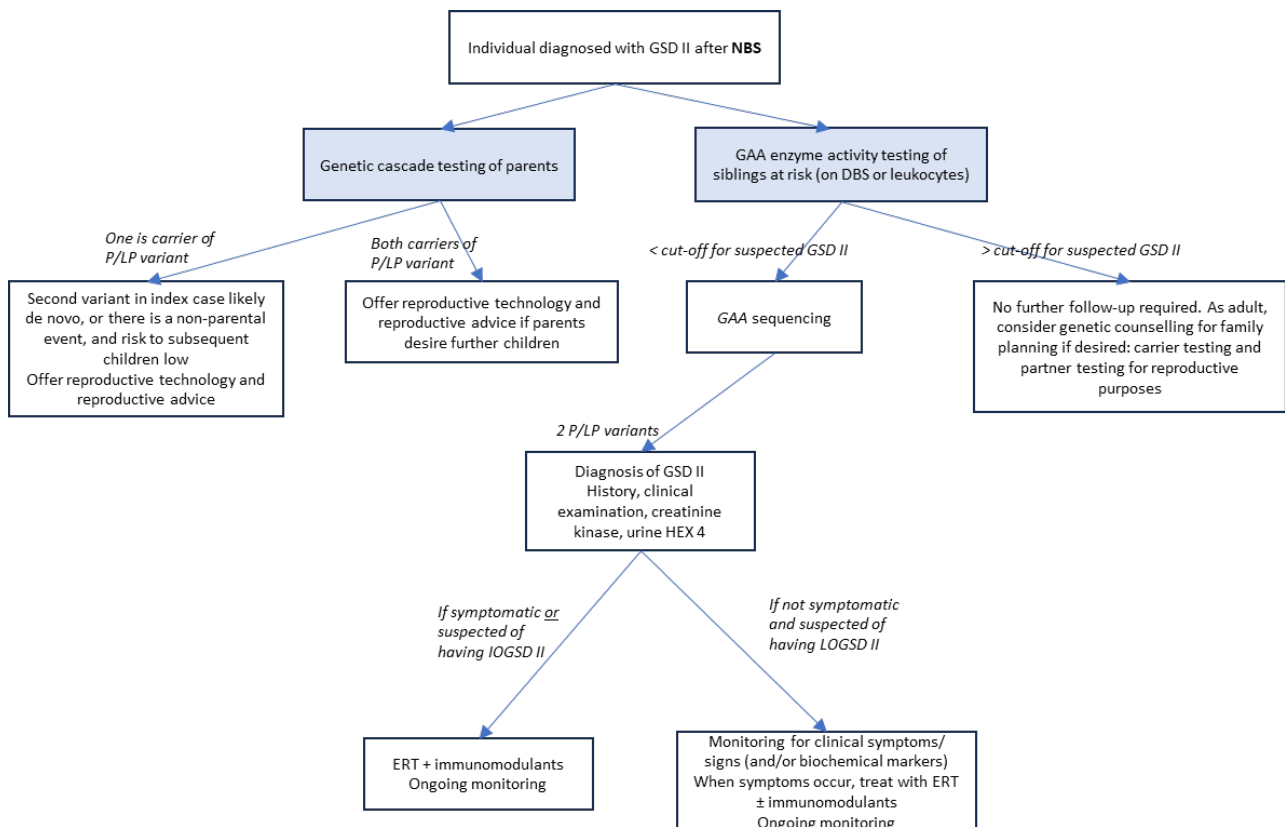 Individual diagnosed with GSD II after NBS
Genetic cascade testing of parents
GAA enzyme activity testing of
siblings at risk (on DBS or leukocytes)
One is carrier of
P/LP variant
Both carriers of
P/LP variant
< cut-off for suspected GSD II
> cut-off for suspected GSD II
Second variant in index case likely
de novo, or there is a non-parental
event, and risk to subsequent
children low
Offer reproductive technology and
reproductive advice
Offer reproductive technology and
reproductive advice if parents
desire further children
GAA sequencing
No further follow-up required. As adult,
consider genetic counselling for family
planning if desired: carrier testing and
partner testing for reproductive
purposes
2 P/LP variants
Diagnosis of GSD II
History, clinical
examination, creatinine
kinase, urine HEX 4
If symptomatic or
suspected of
having IOGSD II
If not symptomatic
and suspected of
having LOGSD II
ERT + immunomodulants
Ongoing monitoring
Monitoring for clinical symptoms/
signs (and/or biochemical markers)
When symptoms occur, treat with ERT
± immunomodulants
Ongoing monitoring